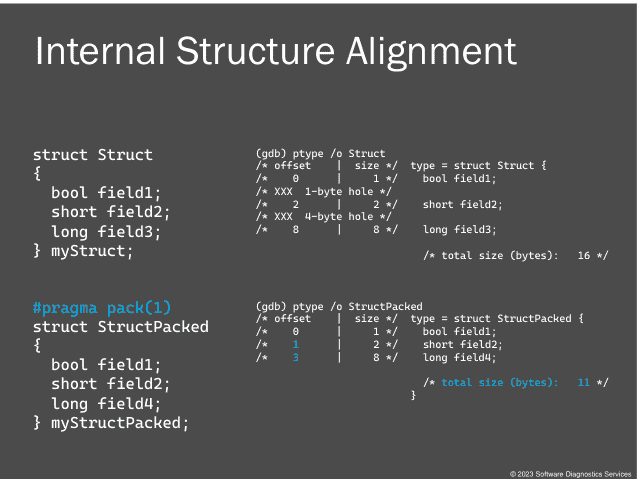 Internal Structure Alignment
struct Struct
{
  bool field1;
  short field2;
  long field3;
} myStruct;
(gdb) ptype /o Struct
/* offset    |  size */  type = struct Struct {
/*    0      |     1 */    bool field1;
/* XXX  1-byte hole */
/*    2      |     2 */    short field2;
/* XXX  4-byte hole */
/*    8      |     8 */    long field3;
/* total size (bytes):   16 */
#pragma pack(1)
struct StructPacked
{
  bool field1;
  short field2;
  long field4;
} myStructPacked;
(gdb) ptype /o StructPacked
/* offset    |  size */  type = struct StructPacked {
/*    0      |     1 */    bool field1;
/*    1      |     2 */    short field2;
/*    3      |     8 */    long field4;
/* total size (bytes):   11 */
}
© 2023 Software Diagnostics Services